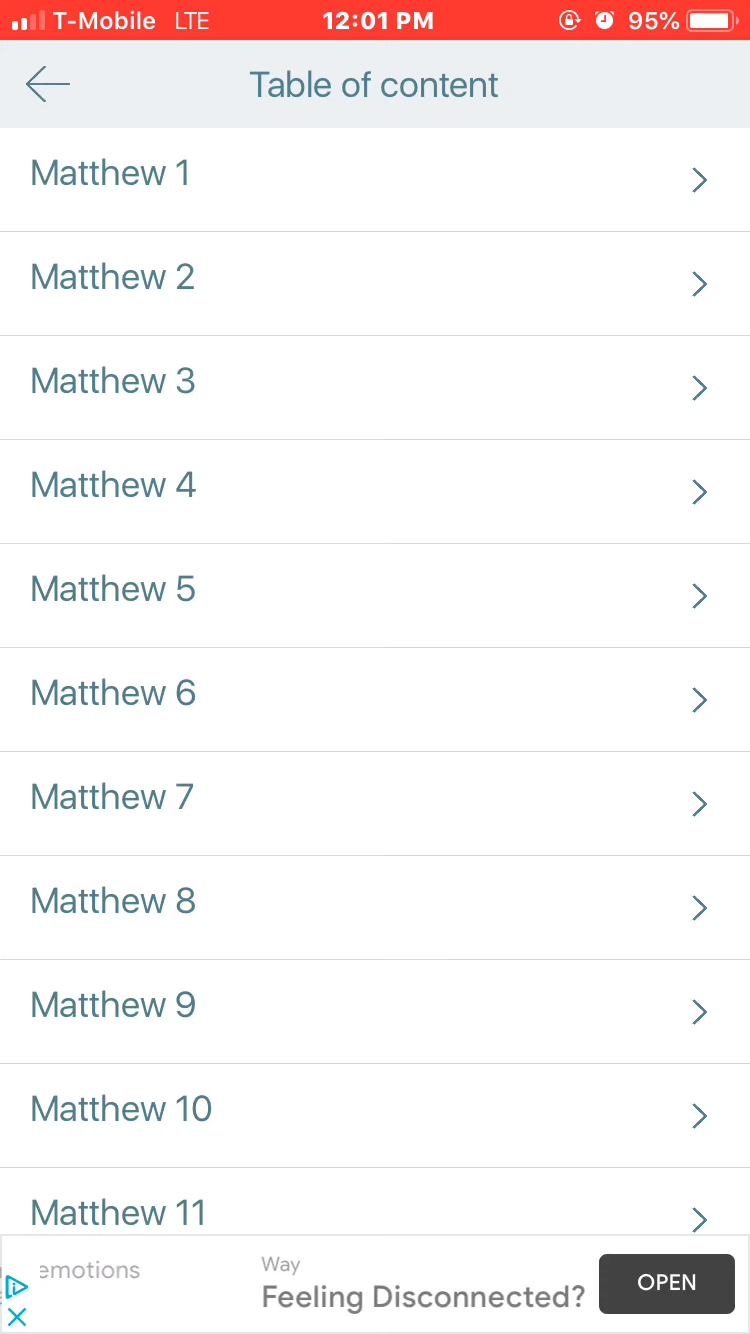 T-Mobile LTE 12:01 PM 95%
Table of content
Matthew 1
Matthew 2
Matthew 3
Matthew 4
Matthew 5
Matthew 6
Matthew 7
Matthew 8
Matthew 9
Matthew 10
Matthew 11
emotions
Way
Feeling Disconnected?
OPEN